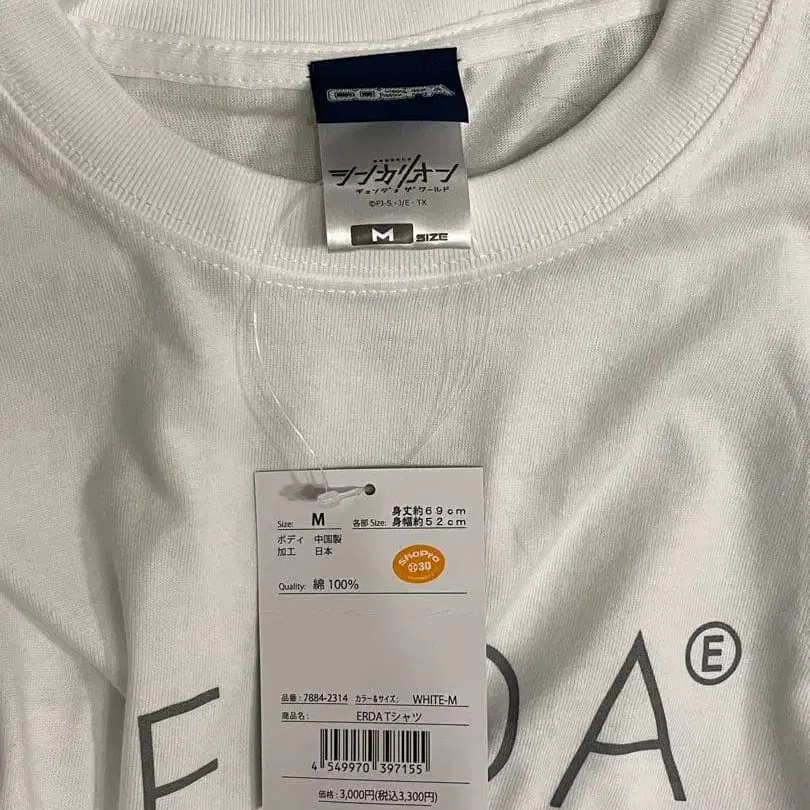 COSPA
シンカリオン
チェンジ ザ ワールド
©PJ-S・J/E・TX
M SIZE
Size: M 各部 Size: 身丈約69cm
身幅約52cm
ボディ 中国製
加工 日本
ShoPro
30
Quality: 綿 100%
E DA Ⓔ
品番: 7884-2314 カラー&サイズ: WHITE-M
商品名: ERDA Tシャツ
4 549970 397155
価格: 3,000円(税込3,300円)